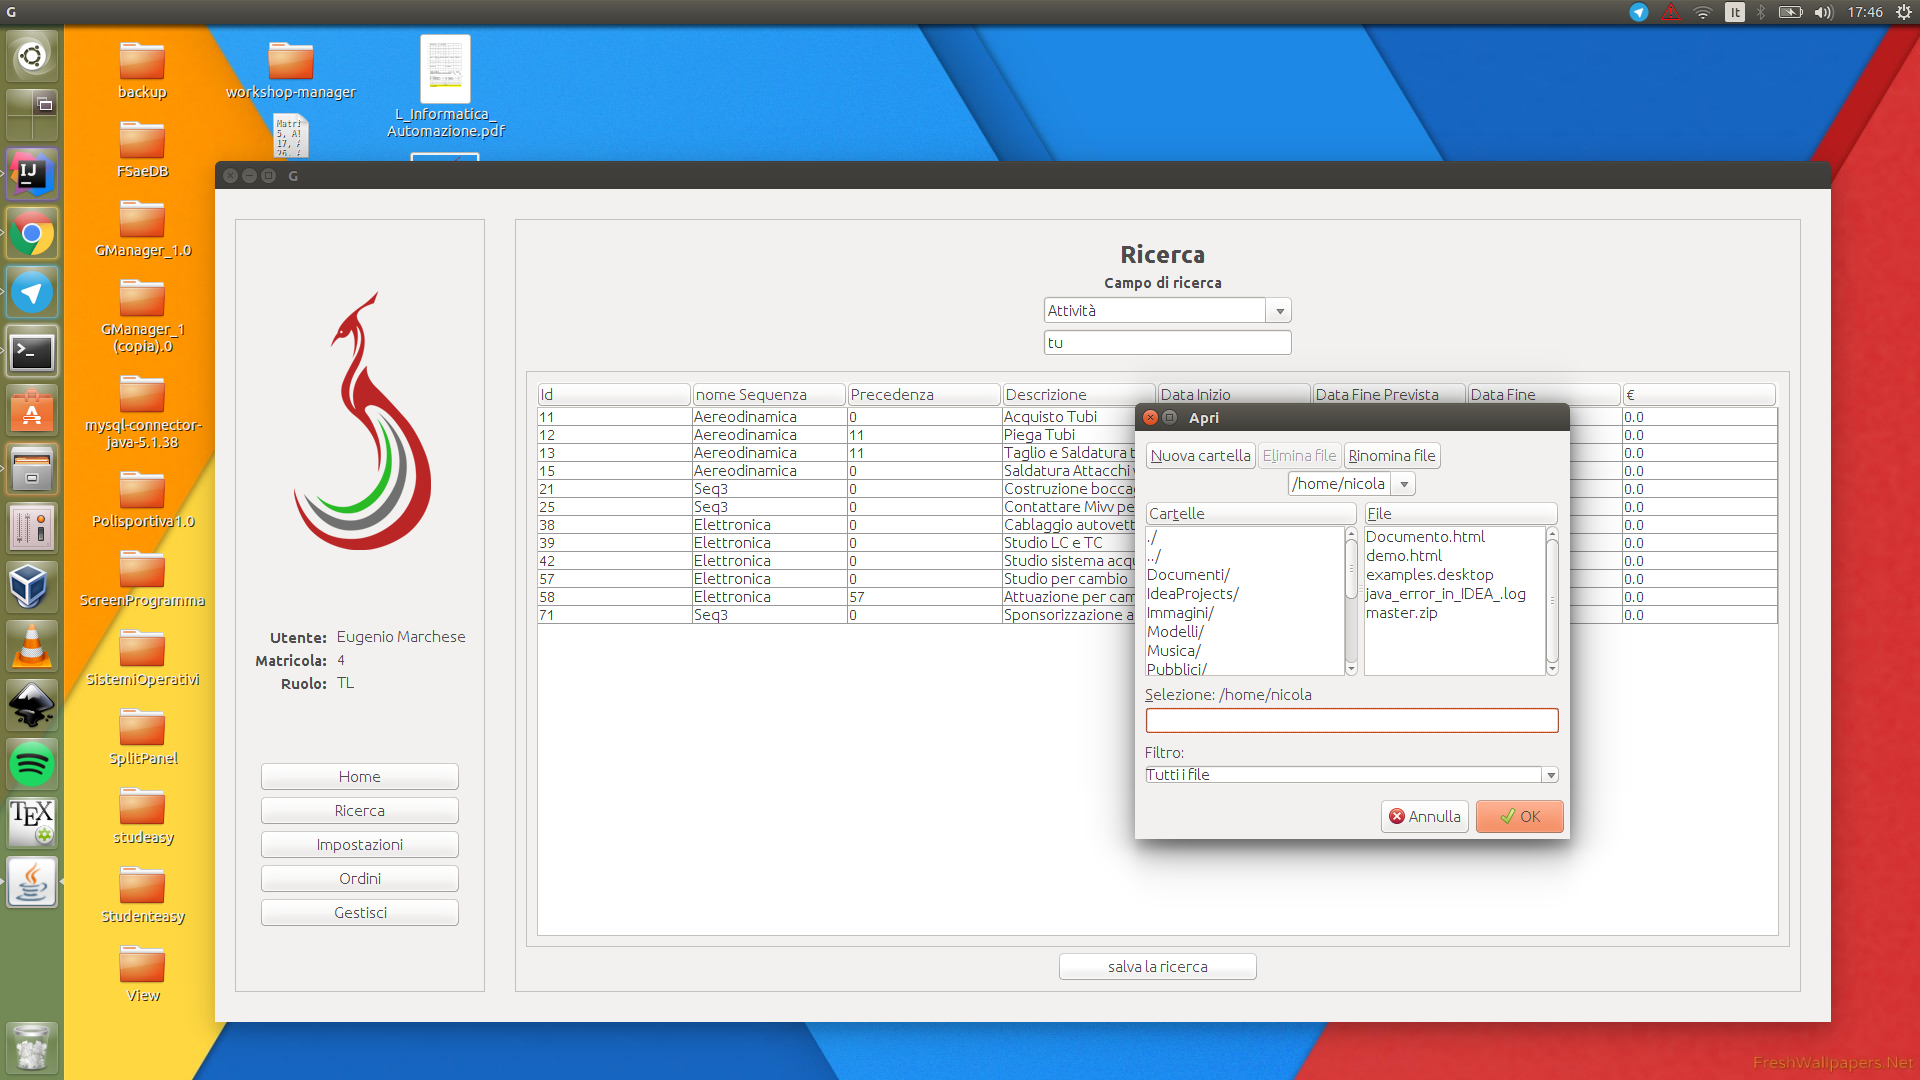 G
It
17:46
backup
FSaeDB
GManager_1.0
GManager_1
(copia).0
mysql-connector-
java-5.1.38
Polisportiva1.0
ScreenProgramma
SistemiOperativi
SplitPanel
studeasy
Studenteasy
View
workshop-manager
L_Informatica_
Automazione.pdf
IJ
TEX
G
Utente: Eugenio Marchese
Matricola: 4
Ruolo: TL
Home
Ricerca
Impostazioni
Ordini
Gestisci
Ricerca
Campo di ricerca
Attività
tu
Id nome Sequenza Precedenza Descrizione Data Inizio Data Fine Prevista Data Fine €
11 Aereodinamica 0 Acquisto Tubi 0.0
12 Aereodinamica 11 Piega Tubi 0.0
13 Aereodinamica 11 Taglio e Saldatura t 0.0
15 Aereodinamica 0 Saldatura Attacchi 0.0
21 Seq3 0 Costruzione bocca 0.0
25 Seq3 0 Contattare Mivv pe 0.0
38 Elettronica 0 Cablaggio autovett 0.0
39 Elettronica 0 Studio LC e TC 0.0
42 Elettronica 0 Studio sistema acqu 0.0
57 Elettronica 0 Studio per cambio 0.0
58 Elettronica 57 Attuazione per cam 0.0
71 Seq3 0 Sponsorizzazione a 0.0
salva la ricerca
Apri
Nuova cartella Elimina file Rinomina file
/home/nicola
Cartelle
./
../
Documenti/
IdeaProjects/
Immagini/
Modelli/
Musica/
Pubblici/
File
Documento.html
demo.html
examples.desktop
java_error_in_IDEA_.log
master.zip
Selezione: /home/nicola
Filtro:
Tutti i file
Annulla OK
FreshWallpapers.Net